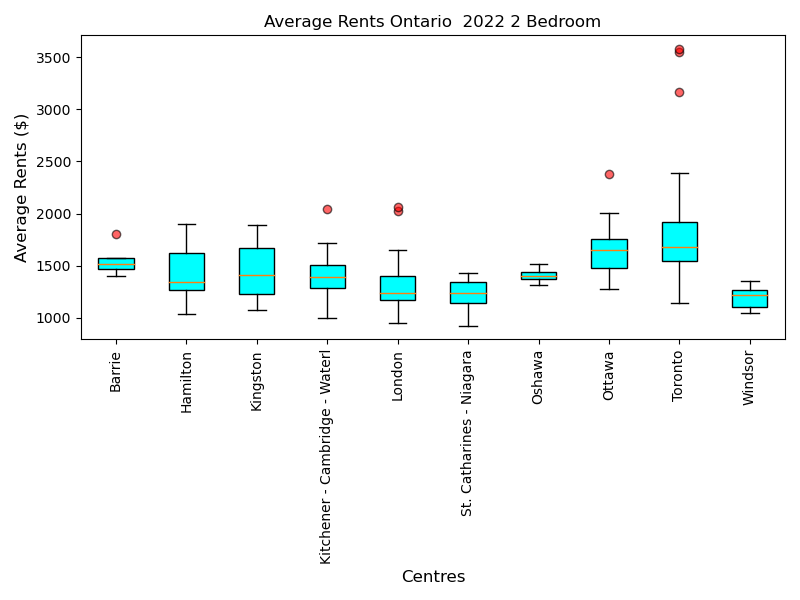 Average Rents Ontario  2022 2 Bedroom
Average Rents ($)
3500
3000
2500
2000
1500
1000
Barrie
Hamilton
Kingston
Kitchener - Cambridge - Waterl
London
St. Catharines - Niagara
Oshawa
Ottawa
Toronto
Windsor
Centres